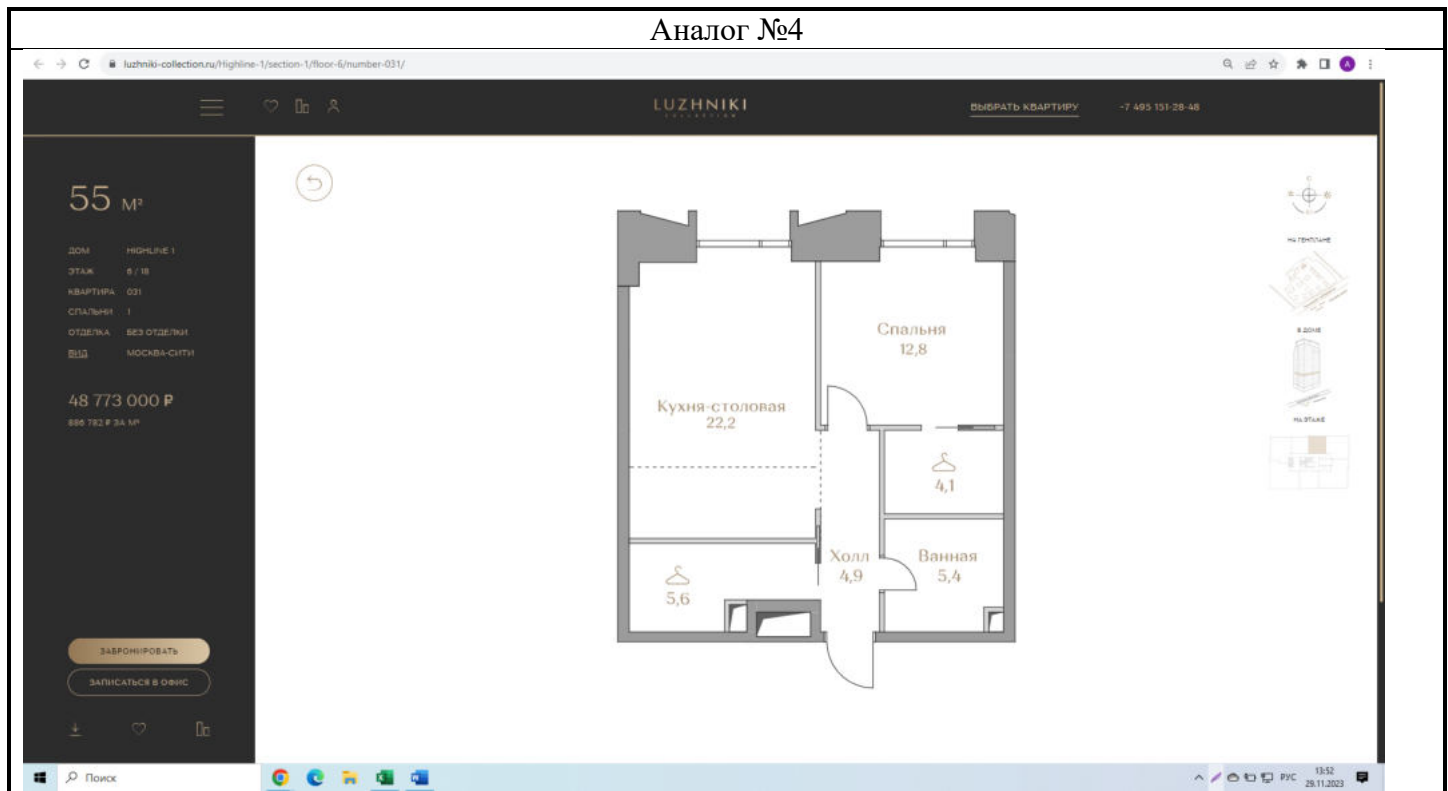 Аналог №4
luzhniki-collection.ru/Highline-1/section-1/floor-6/number-031/
LUZHNIKI
COLLECTION
ВЫБРАТЬ КВАРТИРУ
+7 495 151-28-48
55 М²
ДОМ HIGHLINE 1
ЭТАЖ 6 / 18
КВАРТИРА 031
СПАЛЬНИ 1
ОТДЕЛКА БЕЗ ОТДЕЛКИ
ВИД МОСКВА-СИТИ
48 773 000 ₽
886 782 ₽ ЗА М²
ЗАБРОНИРОВАТЬ
ЗАПИСАТЬСЯ В ОФИС
Спальня
12,8
Кухня-столовая
22,2
4,1
Холл
4,9
Ванная
5,4
5,6
С
НА ГЕНПЛАНЕ
В ДОМЕ
НА ЭТАЖЕ
Поиск
РУС
13:52
29.11.2023